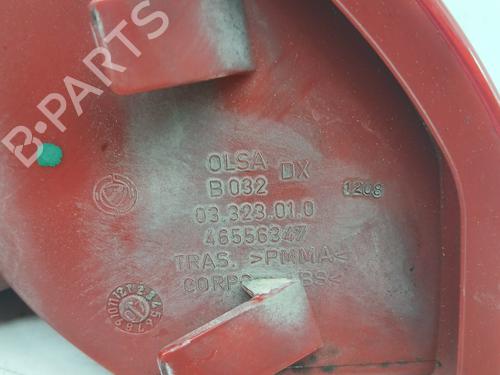 B-PARTS
OLSA DX
B 032
1208
03.323.01.0
46556347
TRAS. >PMMA<